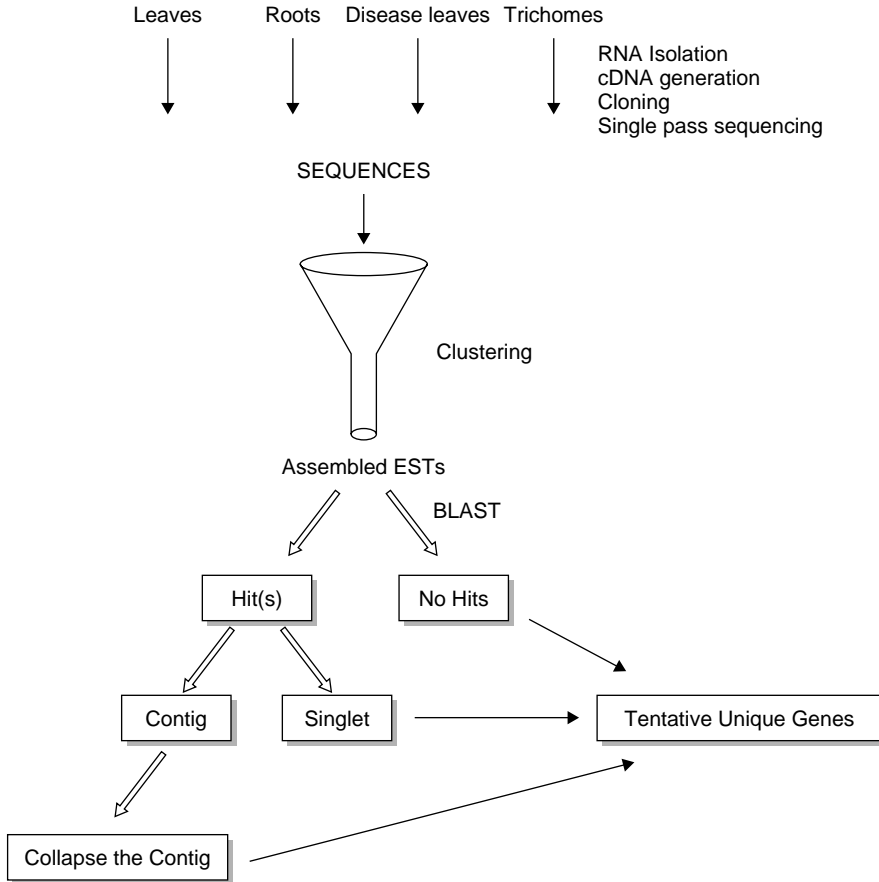 Leaves Roots Disease leaves Trichomes
RNA Isolation
cDNA generation
Cloning
Single pass sequencing
SEQUENCES
Clustering
Assembled ESTs
BLAST
Hit(s) No Hits
Contig Singlet Tentative Unique Genes
Collapse the Contig